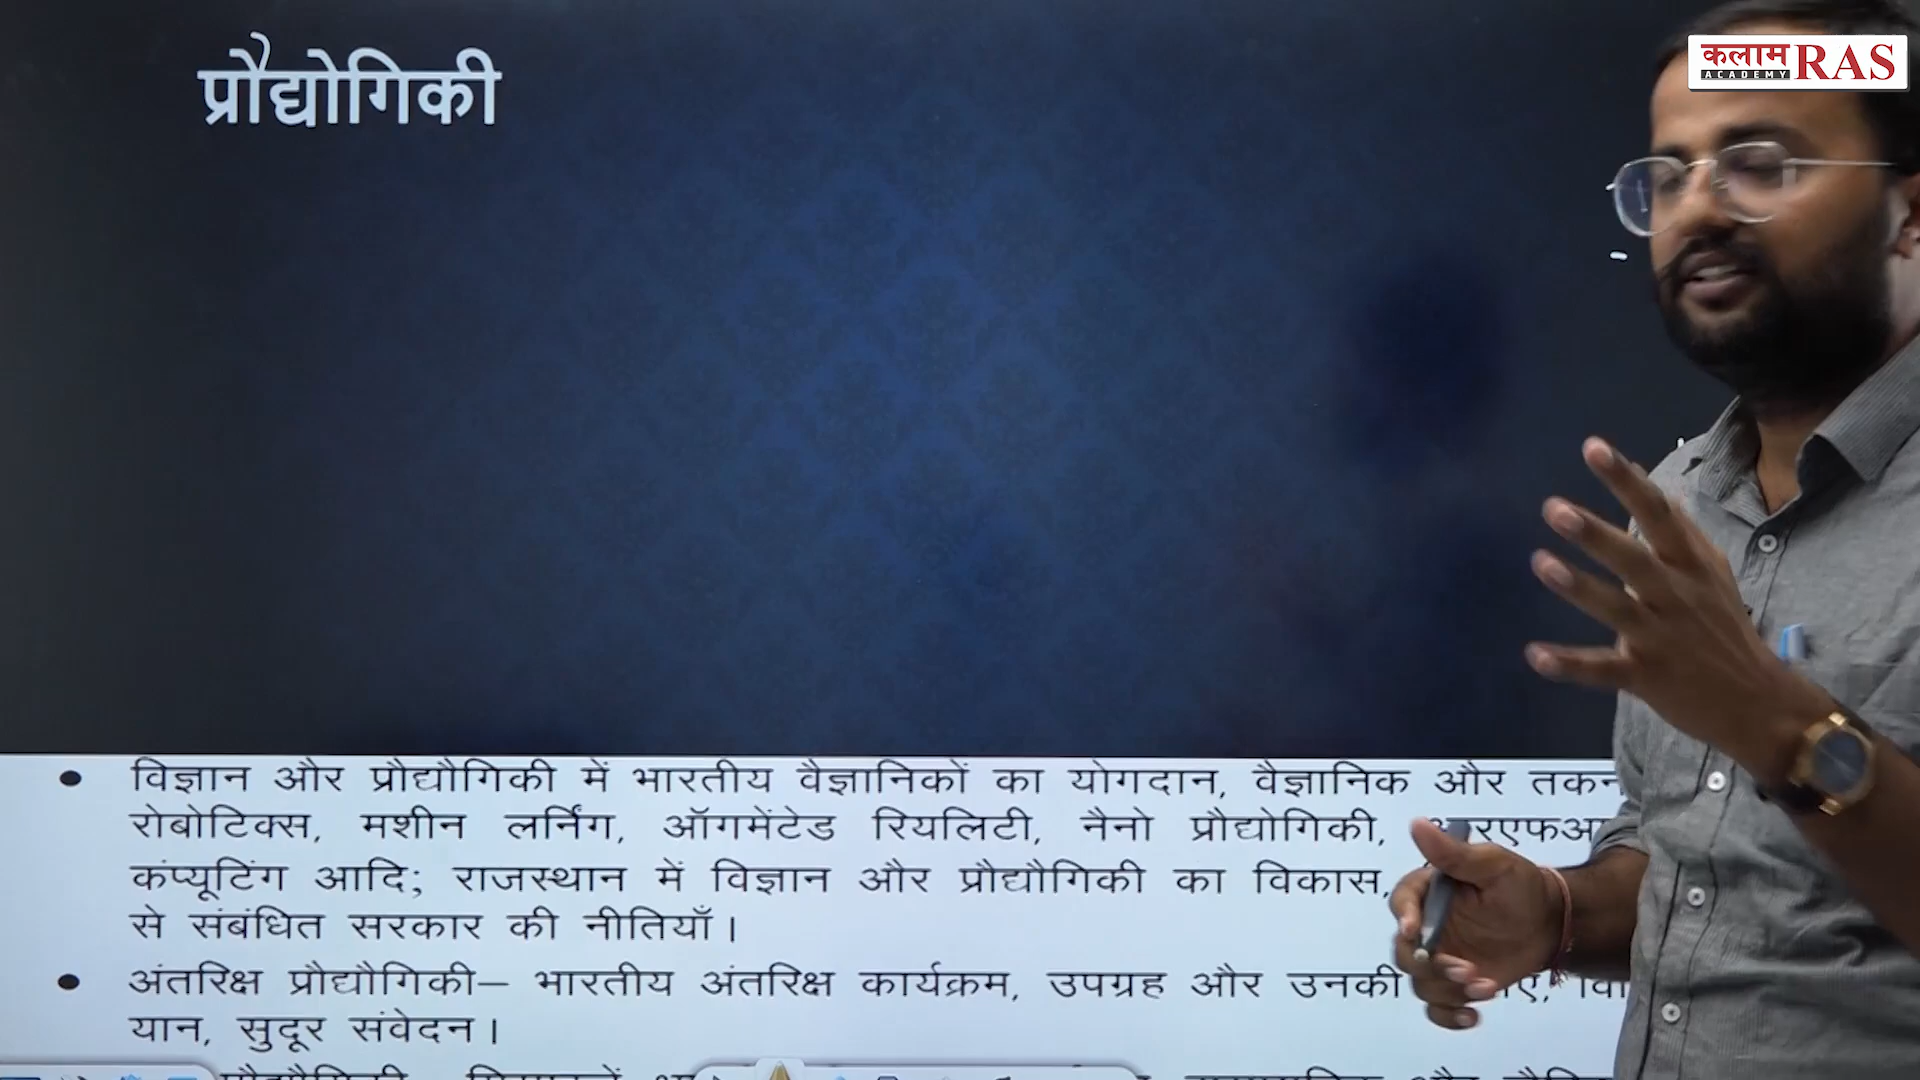 प्रौद्योगिकी
कलाम RAS
ACADEMY
• विज्ञान और प्रौद्यौगिकी में भारतीय वैज्ञानिकों का योगदान, वैज्ञानिक और
रोबोटिक्स, मशीन लर्निंग, ऑगमेंटेड रियलिटी, नैनो प्रौद्योगिकी,
कंप्यूटिंग आदि; राजस्थान में विज्ञान और प्रौद्यौगिकी का विकास,
से संबंधित सरकार की नीतियाँ।
• अंतरिक्ष प्रौद्यौगिकी– भारतीय अंतरिक्ष कार्यक्रम, उपग्रह और उनकी
यान, सुदूर संवेदन।